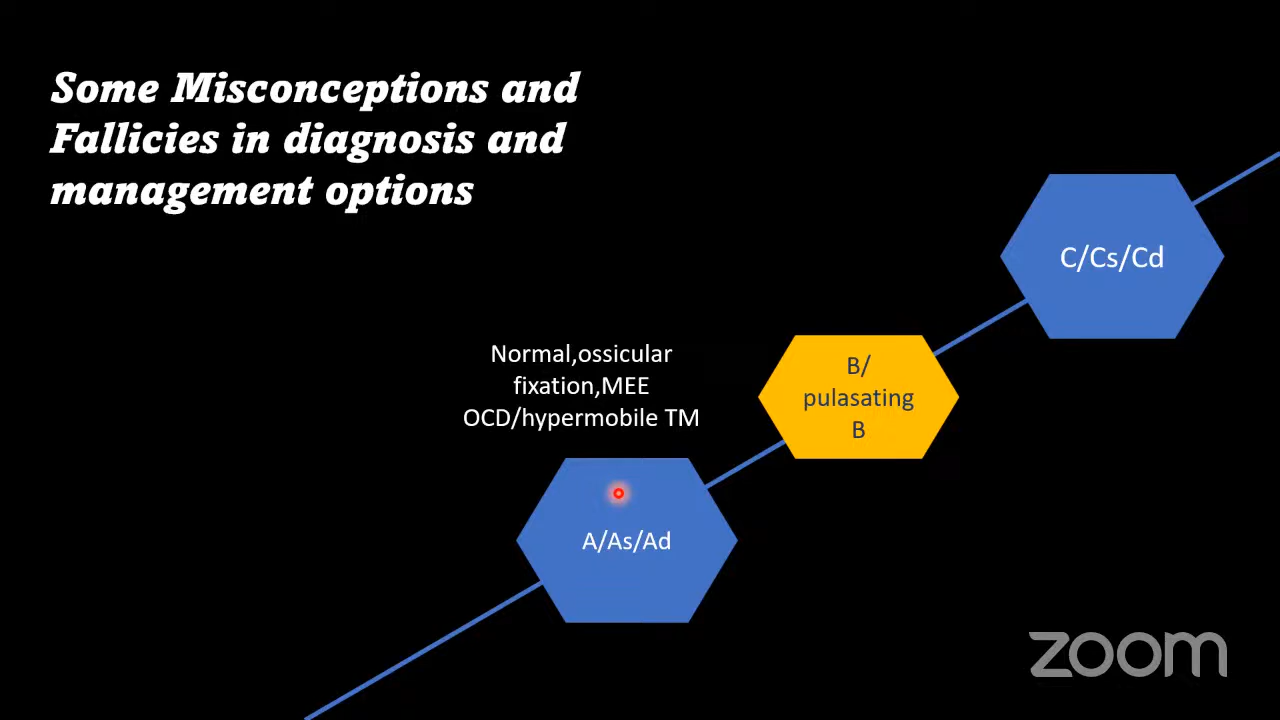 Some Misconceptions and
Fallicies in diagnosis and
management options
C/Cs/Cd
Normal,ossicular
fixation,MEE
OCD/hypermobile TM
B/
pulasating
B
A/As/Ad
zoom